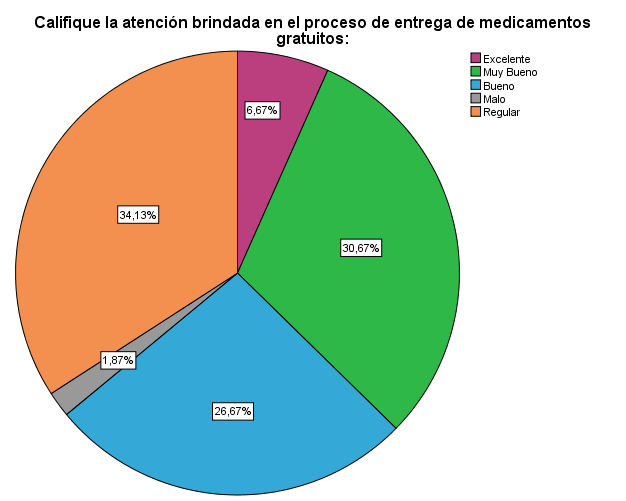 Califique la atención brindada en el proceso de entrega de medicamentos
gratuitos:
Excelente
Muy Bueno
Bueno
Malo
Regular
6,67%
34,13%
30,67%
1,87%
26,67%